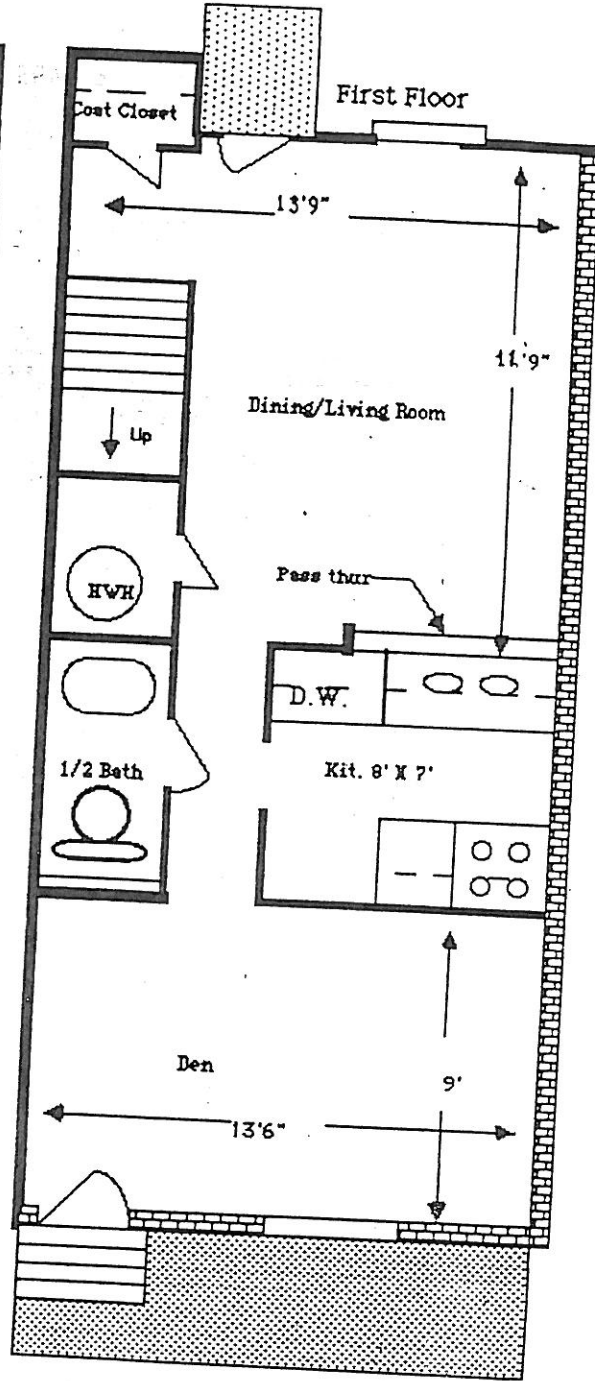 First Floor
Coat Closet
13'9"
11'9"
Dining/Living Room
Up
Pass thur
HWH
D.W.
1/2 Bath
Kit. 8' X 7'
Den
9'
13'6"